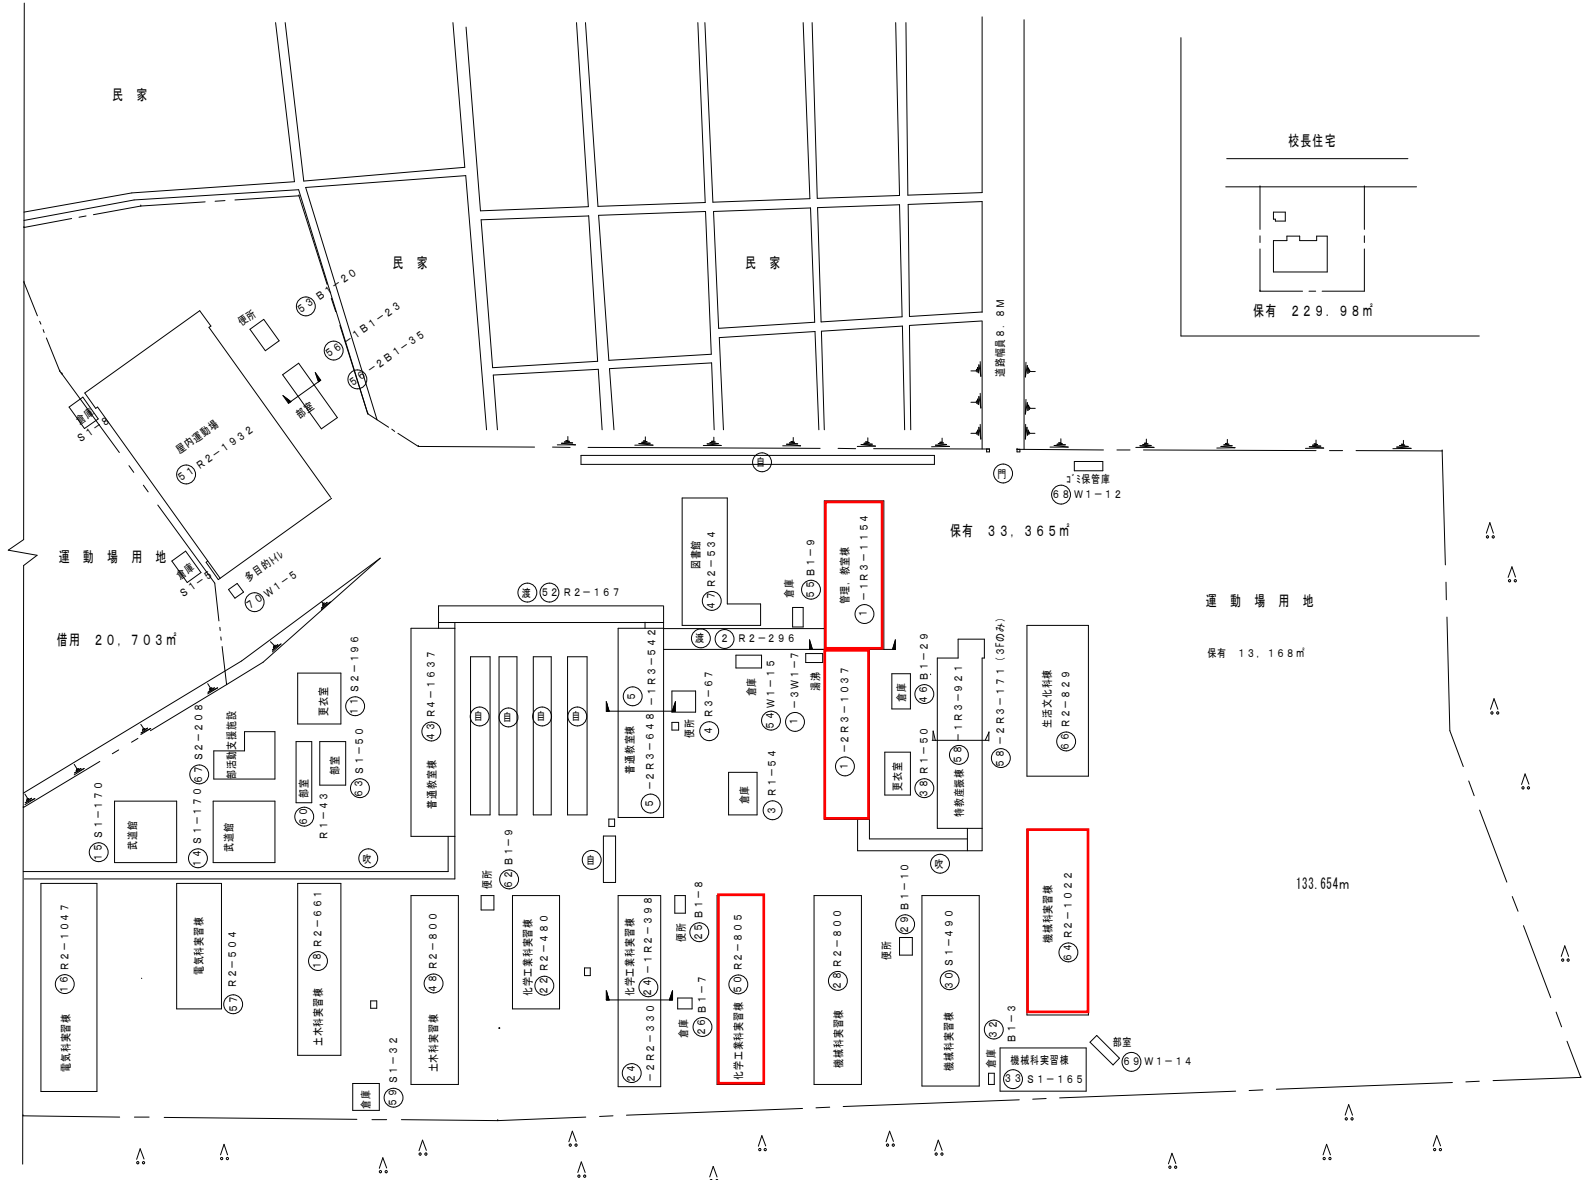 民 家
校長住宅
保有 229.98㎡
民 家
民 家
道路幅員8.8M
便所
53 B1-20
56 -1B1-23
56 -2B1-35
部室
倉庫
S1-8
屋内運動場
51 R2-1932
倉庫
S1-5
多目的トイレ
70 W1-5
運 動 場 用 地
借用 20,703㎡
自
門
ゴミ保管庫
68 W1-12
保有 33,365㎡
運 動 場 用 地
保有 13,168㎡
133.654m
図書館
47 R2-534
倉庫
55 B1-9
管理，教室棟
1 -1R3-1154
1 -2R3-1037
52 R2-167
2 R2-296
更衣室
11 S2-196
普通教室棟
43 R4-1637
自
自
自
自
普通教室棟
5 -1R3-542
5 -2R3-648
便所
4 R3-67
倉庫
54 W1-15
1 -3W1-7
湯沸
倉庫
3 R1-54
倉庫
46 B1-29
更衣室
38 R1-50
特教産振棟
58 -1R3-921
58 -2R3-171 (3Fのみ)
生活文化科棟
66 R2-829
部活動支援施設
67 S2-208
部室
60 R1-43
部室
63 S1-50
武道館
15 S1-170
武道館
14 S1-170
便所
62 B1-9
自
電気科実習棟
16 R2-1047
電気科実習棟
57 R2-504
土木科実習棟
18 R2-661
倉庫
59 S1-32
土木科実習棟
48 R2-800
化学工業科実習棟
22 R2-480
化学工業科実習棟
24 -1R2-398
24 -2R2-330
便所
25 B1-8
倉庫
26 B1-7
化学工業科実習棟
50 R2-805
機械科実習棟
28 R2-800
便所
29 B1-10
機械科実習棟
30 S1-490
倉庫
32 B1-3
機械科実習棟
33 S1-165
機械科実習棟
64 R2-1022
部室
69 W1-14